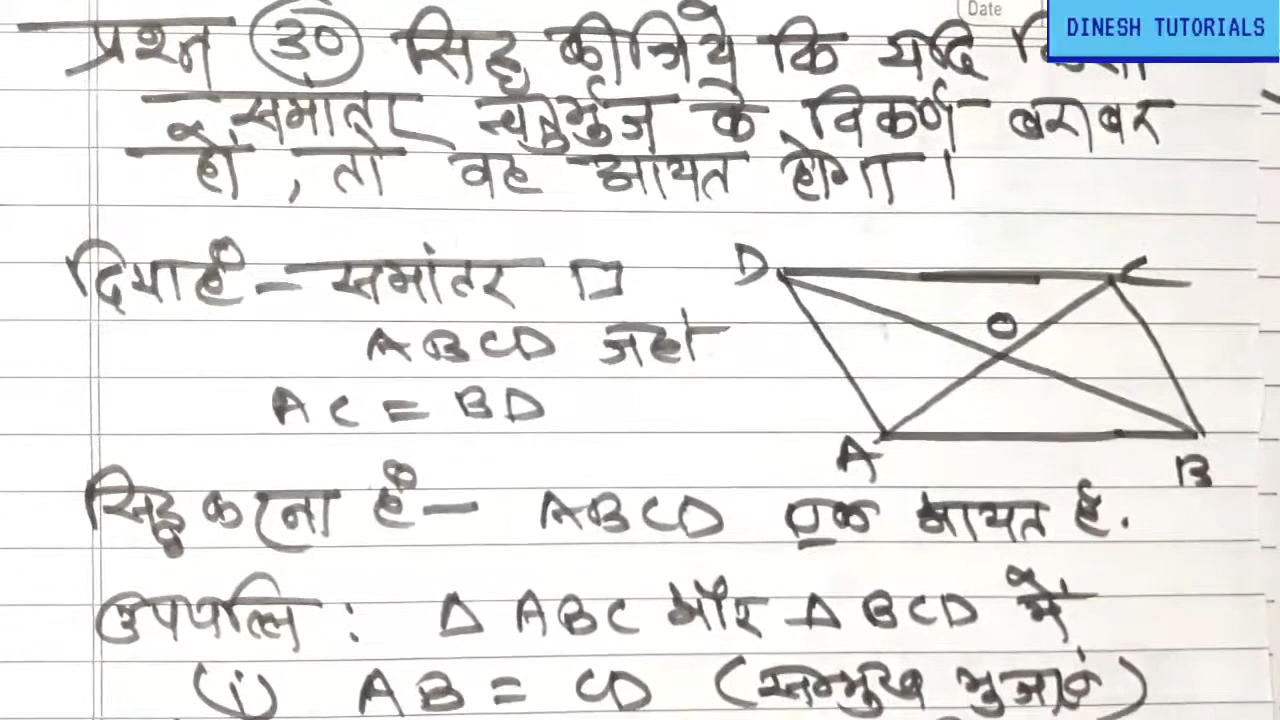 Date
DINESH TUTORIALS
प्रश्न (30) सिद्ध कीजिये कि यदि
समांतर चतुर्भुज के विकर्ण बराबर
हों, तो वह आयत होगा।
दिया है - समांतर □
ABCD जहां
AC = BD
D C
O
A B
सिद्ध करना है - ABCD एक आयत है.
उपपत्ति : Δ ABC और Δ BCD में
(i) AB = CD (सम्मुख भुजाएं)